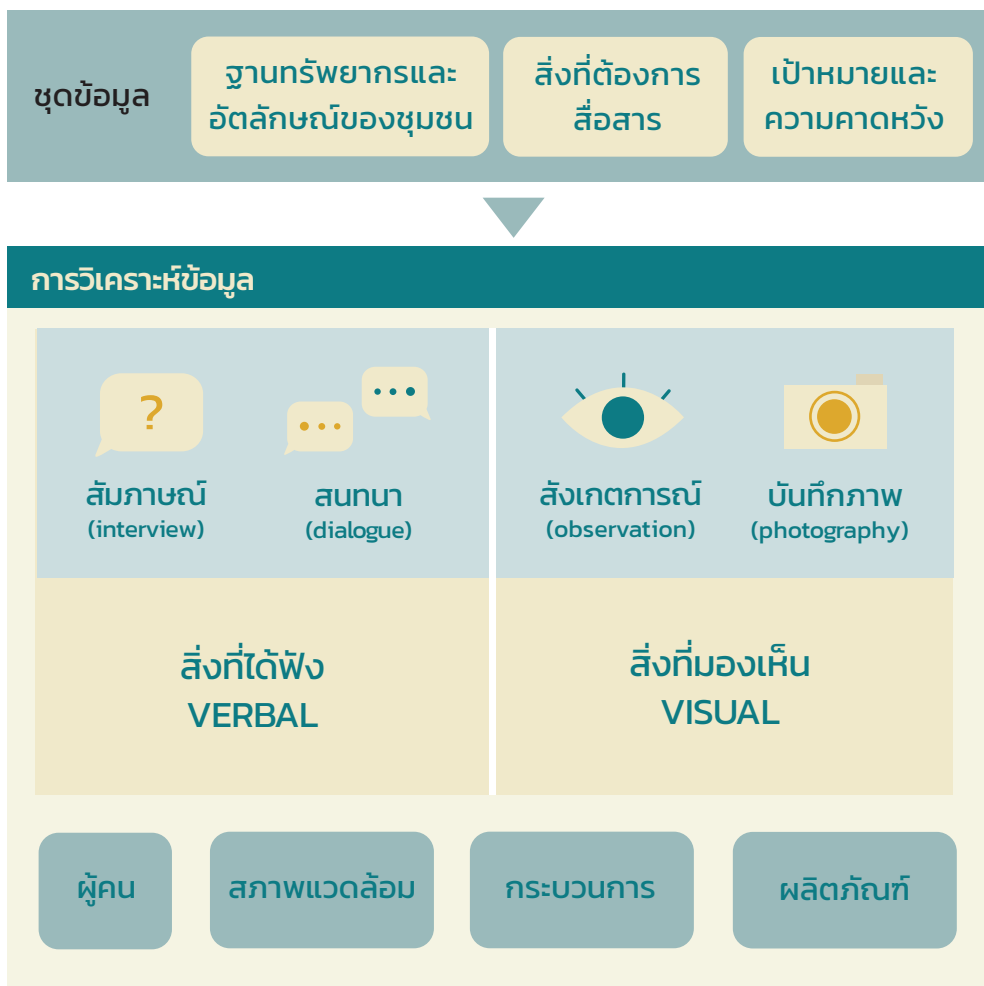 ชุดข้อมูล
ฐานทรัพยากรและ
อัตลักษณ์ของชุมชน
สิ่งที่ต้องการ
สื่อสาร
เป้าหมายและ
ความคาดหวัง
การวิเคราะห์ข้อมูล
?
สัมภาษณ์
(interview)
สนทนา
(dialogue)
สังเกตการณ์
(observation)
บันทึกภาพ
(photography)
สิ่งที่ได้ฟัง
VERBAL
สิ่งที่มองเห็น
VISUAL
ผู้คน
สภาพแวดล้อม
กระบวนการ
ผลิตภัณฑ์